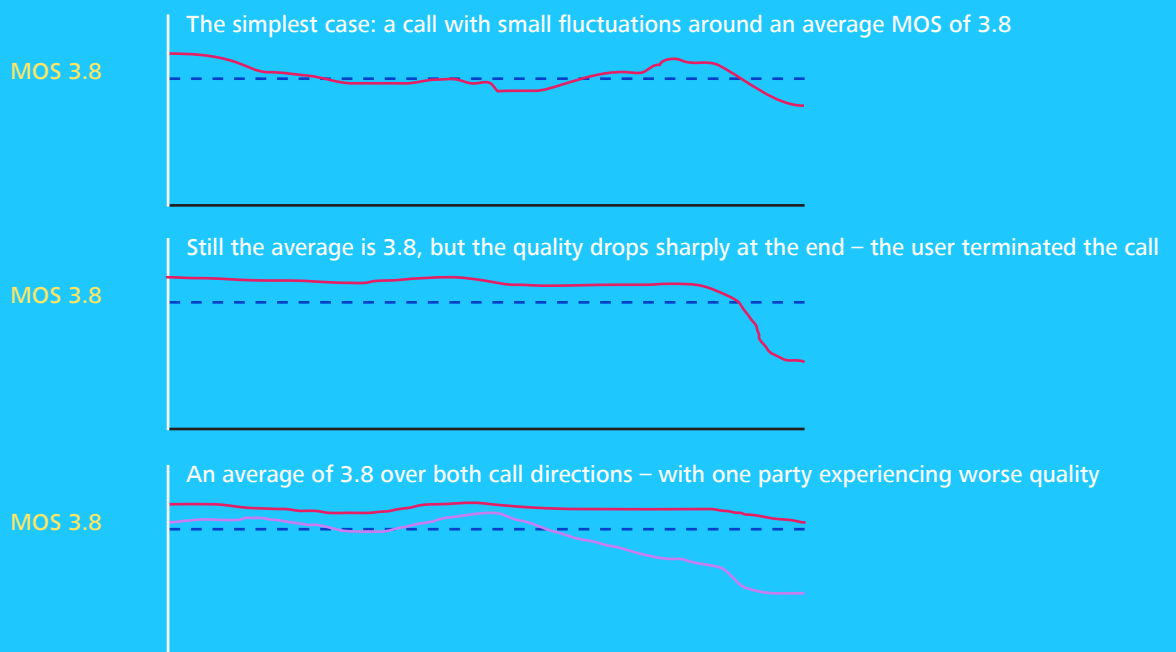 The simplest case: a call with small fluctuations around an average MOS of 3.8
MOS 3.8
Still the average is 3.8, but the quality drops sharply at the end – the user terminated the call
MOS 3.8
An average of 3.8 over both call directions – with one party experiencing worse quality
MOS 3.8